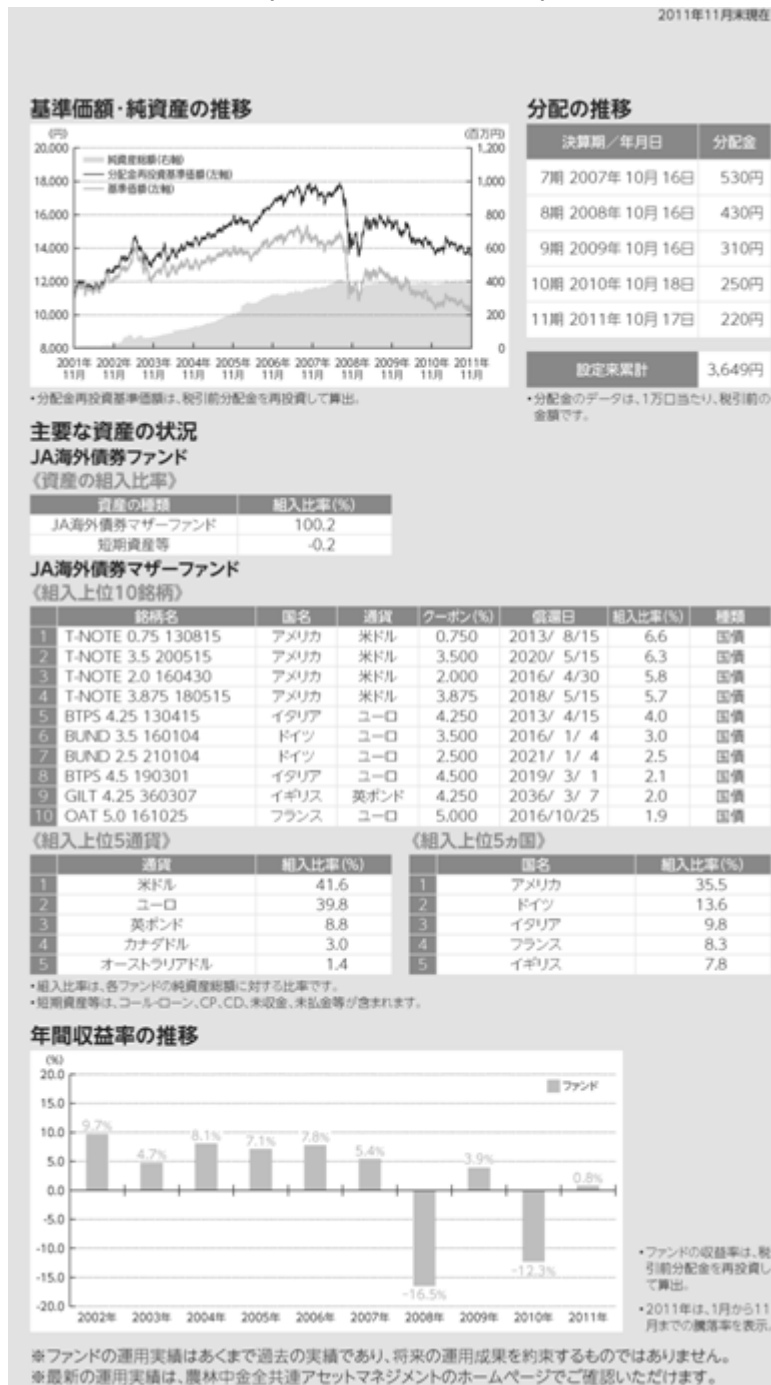 2011年11月末現在
基準価額・純資産の推移
(円)
(百万円)
20,000
18,000
16,000
14,000
12,000
10,000
8,000
1,200
1,000
800
600
400
200
0
純資産総額(右軸)
分配金再投資基準価額(左軸)
基準価額(左軸)
2001年 2002年 2003年 2004年 2005年 2006年 2007年 2008年 2009年 2010年 2011年
11月 11月 11月 11月 11月 11月 11月 11月 11月 11月 11月
・分配金再投資基準価額は、税引前分配金を再投資して算出。
分配の推移
決算期/年月日 分配金
7期 2007年 10月 16日 530円
8期 2008年 10月 16日 430円
9期 2009年 10月 16日 310円
10期 2010年 10月 18日 250円
11期 2011年 10月 17日 220円
設定来累計 3,649円
・分配金のデータは、1万口当たり、税引前の
金額です。
主要な資産の状況
JA海外債券ファンド
《資産の組入比率》
資産の種類 組入比率(%)
JA海外債券マザーファンド 100.2
短期資産等 -0.2
JA海外債券マザーファンド
《組入上位10銘柄》
銘柄名 国名 通貨 クーポン(%) 償還日 組入比率(%) 種類
1 T-NOTE 0.75 130815 アメリカ 米ドル 0.750 2013/ 8/15 6.6 国債
2 T-NOTE 3.5 200515 アメリカ 米ドル 3.500 2020/ 5/15 6.3 国債
3 T-NOTE 2.0 160430 アメリカ 米ドル 2.000 2016/ 4/30 5.8 国債
4 T-NOTE 3.875 180515 アメリカ 米ドル 3.875 2018/ 5/15 5.7 国債
5 BTPS 4.25 130415 イタリア ユーロ 4.250 2013/ 4/15 4.0 国債
6 BUND 3.5 160104 ドイツ ユーロ 3.500 2016/ 1/ 4 3.0 国債
7 BUND 2.5 210104 ドイツ ユーロ 2.500 2021/ 1/ 4 2.5 国債
8 BTPS 4.5 190301 イタリア ユーロ 4.500 2019/ 3/ 1 2.1 国債
9 GILT 4.25 360307 イギリス 英ポンド 4.250 2036/ 3/ 7 2.0 国債
10 OAT 5.0 161025 フランス ユーロ 5.000 2016/10/25 1.9 国債
《組入上位5通貨》
通貨 組入比率(%)
1 米ドル 41.6
2 ユーロ 39.8
3 英ポンド 8.8
4 カナダドル 3.0
5 オーストラリアドル 1.4
《組入上位5ヵ国》
国名 組入比率(%)
1 アメリカ 35.5
2 ドイツ 13.6
3 イタリア 9.8
4 フランス 8.3
5 イギリス 7.8
・組入比率は、各ファンドの純資産総額に対する比率です。
・短期資産等は、コール・ローン、CP、CD、未収金、未払金等が含まれます。
年間収益率の推移
(%)
20.0
15.0
10.0
5.0
0.0
-5.0
-10.0
-15.0
-20.0
ファンド
9.7%
4.7%
8.1%
7.1%
7.8%
5.4%
-16.5%
3.9%
-12.3%
0.8%
2002年 2003年 2004年 2005年 2006年 2007年 2008年 2009年 2010年 2011年
・ファンドの収益率は、税
引前分配金を再投資し
て算出。
・2011年は、1月から11
月までの騰落率を表示。
※ファンドの運用実績はあくまで過去の実績であり、将来の運用成果を約束するものではありません。
※最新の運用実績は、農林中金全共連アセットマネジメントのホームページでご確認いただけます。